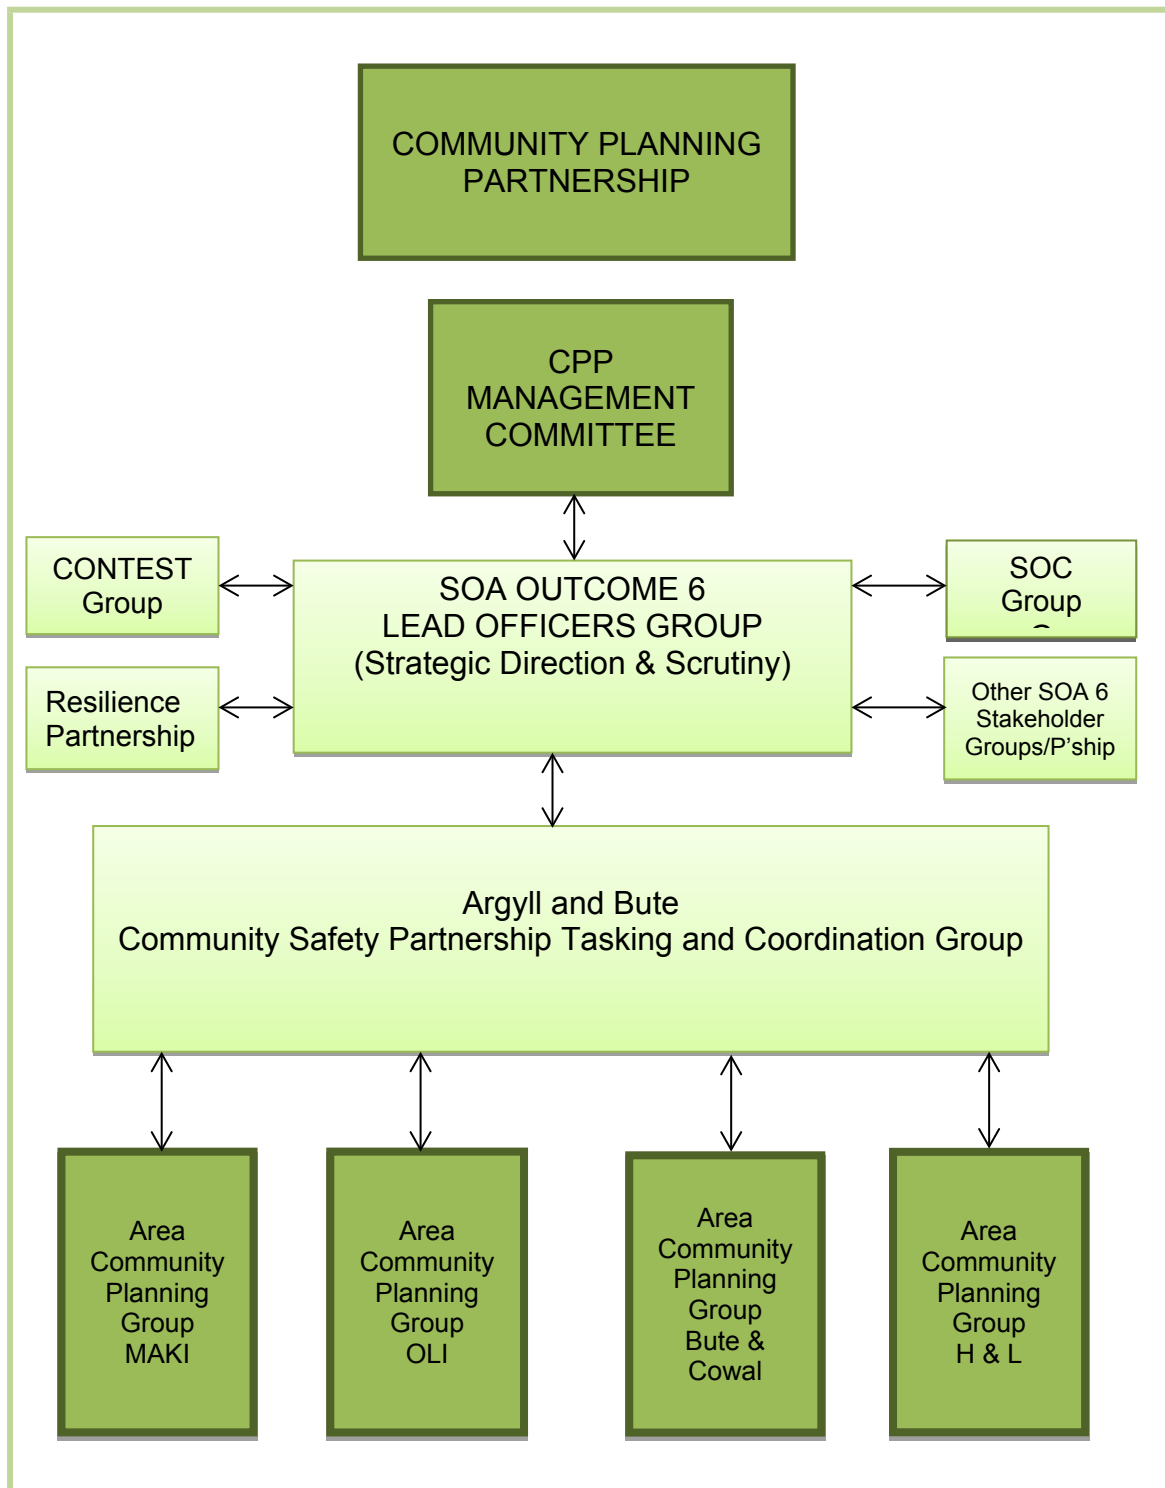 COMMUNITY PLANNING
PARTNERSHIP
CPP
MANAGEMENT
COMMITTEE
CONTEST
Group
SOA OUTCOME 6
LEAD OFFICERS GROUP
(Strategic Direction & Scrutiny)
SOC
Group
Resilience
Partnership
Other SOA 6
Stakeholder
Groups/P’ship
Argyll and Bute
Community Safety Partnership Tasking and Coordination Group
Area
Community
Planning
Group
MAKI
Area
Community
Planning
Group
OLI
Area
Community
Planning
Group
Bute &
Cowal
Area
Community
Planning
Group
H & L